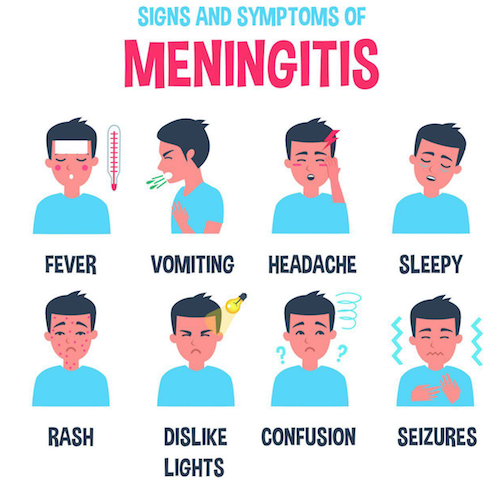 SIGNS AND SYMPTOMS OF
MENINGITIS
FEVER
VOMITING
HEADACHE
SLEEPY
RASH
DISLIKE
LIGHTS
CONFUSION
SEIZURES